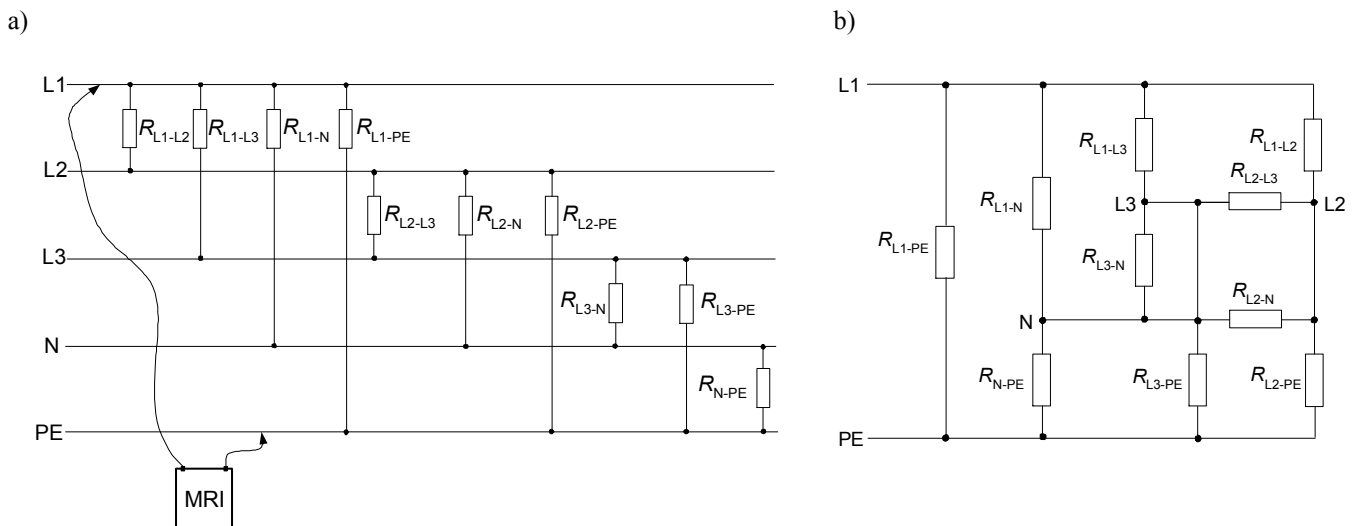 a)
L1
R L1-L2 R L1-L3 R L1-N R L1-PE
L2
R L2-L3 R L2-N R L2-PE
L3
R L3-N R L3-PE
N
R N-PE
PE
MRI
b)
L1
R L1-L3 R L1-L2
R L2-L3
R L1-N L3 L2
R L1-PE
R L3-N
R L2-N
N
R N-PE R L3-PE R L2-PE
PE